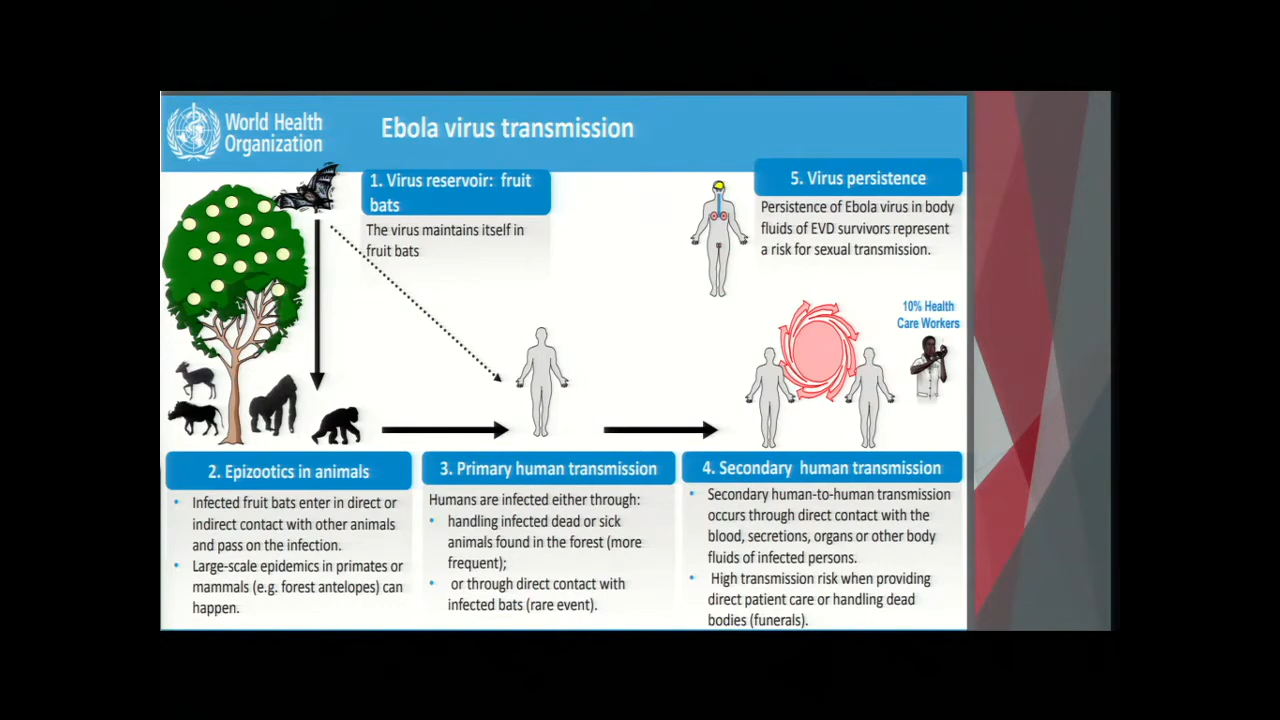 World Health
Organization
Ebola virus transmission
1. Virus reservoir: fruit
bats
The virus maintains itself in
fruit bats
5. Virus persistence
Persistence of Ebola virus in body
fluids of EVD survivors represent
a risk for sexual transmission.
10% Health
Care Workers
2. Epizootics in animals
• Infected fruit bats enter in direct or
indirect contact with other animals
and pass on the infection.
• Large-scale epidemics in primates or
mammals (e.g. forest antelopes) can
happen.
3. Primary human transmission
Humans are infected either through:
• handling infected dead or sick
animals found in the forest (more
frequent);
• or through direct contact with
infected bats (rare event).
4. Secondary human transmission
• Secondary human-to-human transmission
occurs through direct contact with the
blood, secretions, organs or other body
fluids of infected persons.
• High transmission risk when providing
direct patient care or handling dead
bodies (funerals).